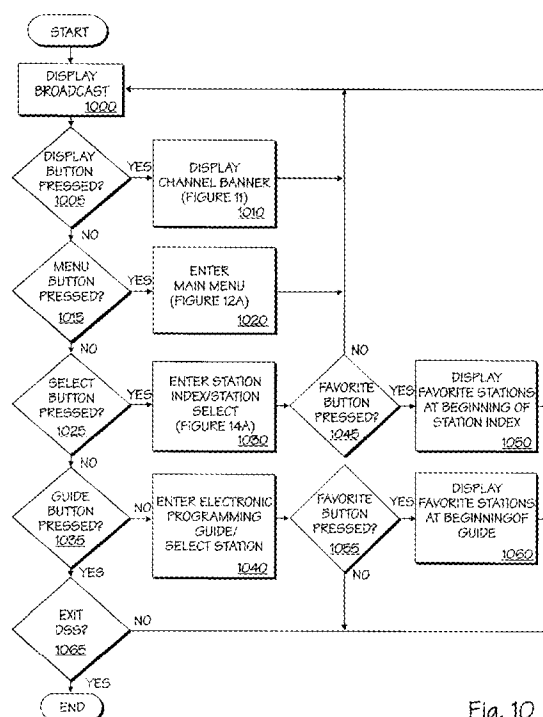 START
DISPLAY
BROADCAST
1000
DISPLAY
BUTTON
PRESSED?
1005
YES
DISPLAY
CHANNEL BANNER
(FIGURE 11)
1010
NO
MENU
BUTTON
PRESSED?
1015
YES
ENTER
MAIN MENU
(FIGURE 12A)
1020
NO
SELECT
BUTTON
PRESSED?
1025
YES
ENTER STATION
INDEX/STATION
SELECT
(FIGURE 14A)
1030
NO
FAVORITE
BUTTON
PRESSED?
1045
YES
DISPLAY
FAVORITE STATIONS
AT BEGINNING OF
STATION INDEX
1050
NO
GUIDE
BUTTON
PRESSED?
1035
NO
ENTER ELECTRONIC
PROGRAMMING
GUIDE/
SELECT STATION
1040
FAVORITE
BUTTON
PRESSED?
1055
YES
DISPLAY
FAVORITE STATIONS
AT BEGINNINGOF
GUIDE
1060
NO
YES
EXIT
DSS?
1065
NO
YES
END
Fig. 10